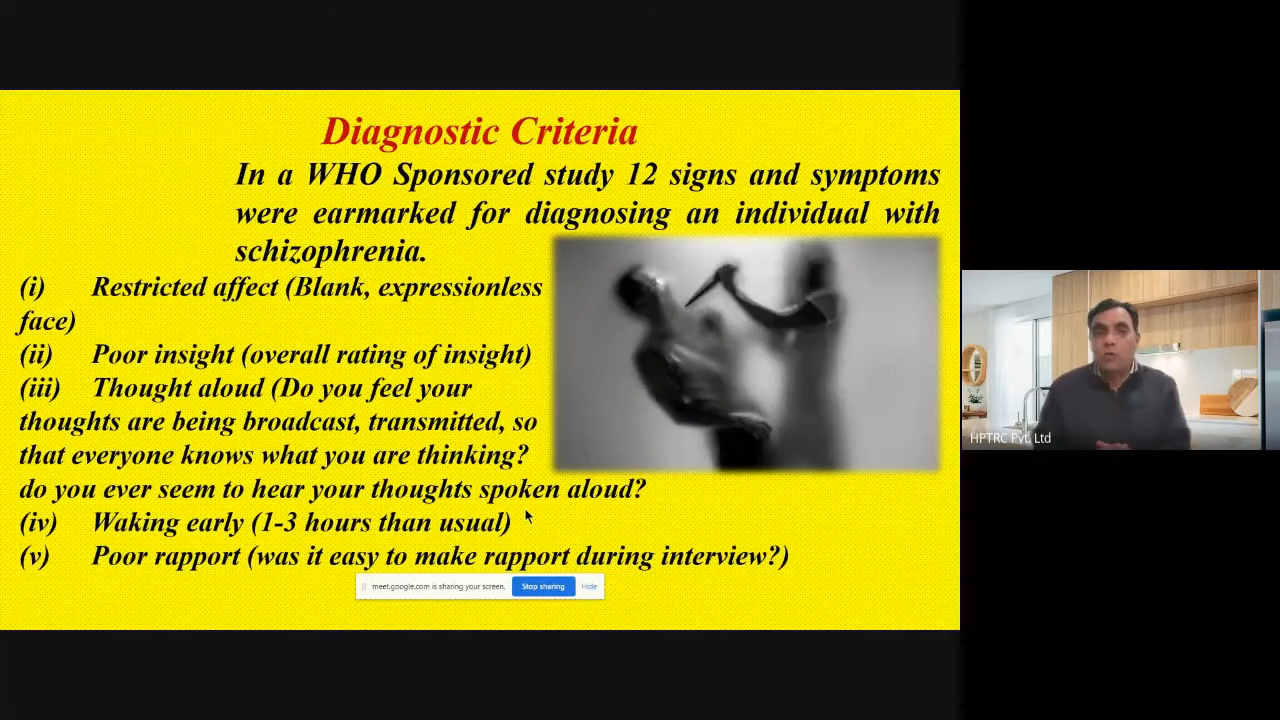 Diagnostic Criteria
In a WHO Sponsored study 12 signs and symptoms
were earmarked for diagnosing an individual with
schizophrenia.
(i) Restricted affect (Blank, expressionless
face)
(ii) Poor insight (overall rating of insight)
(iii) Thought aloud (Do you feel your
thoughts are being broadcast, transmitted, so
that everyone knows what you are thinking?
do you ever seem to hear your thoughts spoken aloud?
(iv) Waking early (1-3 hours than usual)
(v) Poor rapport (was it easy to make rapport during interview?)
meet.google.com is sharing your screen. Stop sharing Hide
HPTRC Pvt. Ltd